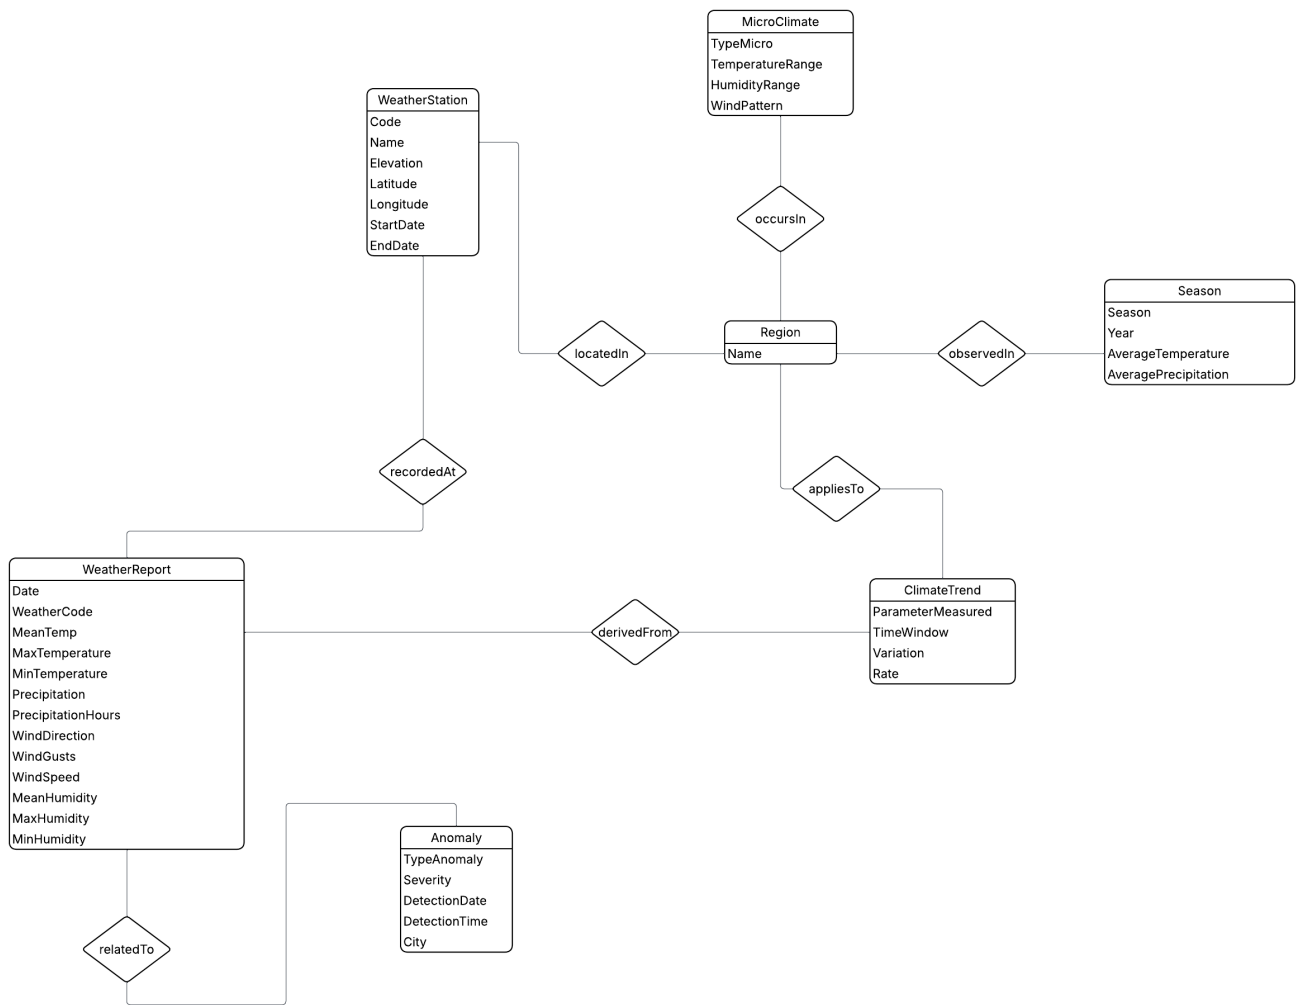 MicroClimate
TypeMicro
TemperatureRange
HumidityRange
WindPattern
WeatherStation
Code
Name
Elevation
Latitude
Longitude
StartDate
EndDate
occursIn
Season
Season
Year
AverageTemperature
AveragePrecipitation
locatedIn
Region
Name
observedIn
recordedAt
appliesTo
WeatherReport
Date
WeatherCode
MeanTemp
MaxTemperature
MinTemperature
Precipitation
PrecipitationHours
WindDirection
WindGusts
WindSpeed
MeanHumidity
MaxHumidity
MinHumidity
derivedFrom
ClimateTrend
ParameterMeasured
TimeWindow
Variation
Rate
Anomaly
TypeAnomaly
Severity
DetectionDate
DetectionTime
City
relatedTo